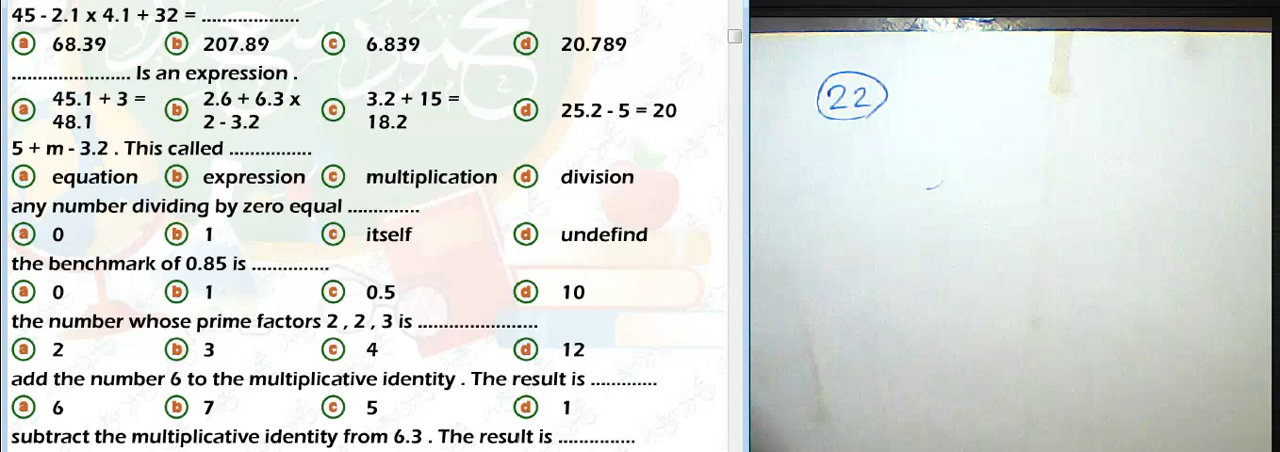 45 - 2.1 x 4.1 + 32 = ...................
a 68.39 b 207.89 c 6.839 d 20.789
....................... Is an expression .
a 45.1 + 3 = 48.1 b 2.6 + 6.3 x 2 - 3.2 c 3.2 + 15 = 18.2 d 25.2 - 5 = 20
5 + m - 3.2 . This called ................
a equation b expression c multiplication d division
any number dividing by zero equal ..............
a 0 b 1 c itself d undefind
the benchmark of 0.85 is ...............
a 0 b 1 c 0.5 d 10
the number whose prime factors 2 , 2 , 3 is .......................
a 2 b 3 c 4 d 12
add the number 6 to the multiplicative identity . The result is .............
a 6 b 7 c 5 d 1
subtract the multiplicative identity from 6.3 . The result is ...............
22